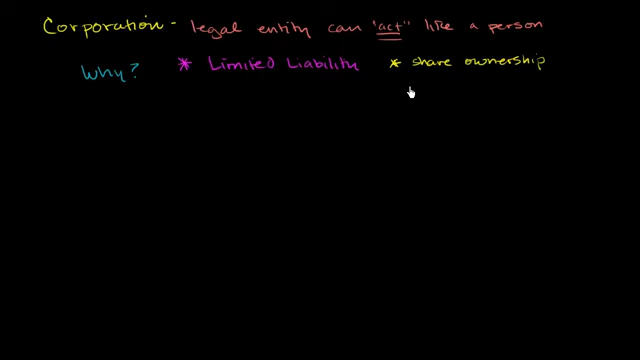 Corporation - legal entity can "act" like a person
Why? * Limited Liability * share ownership